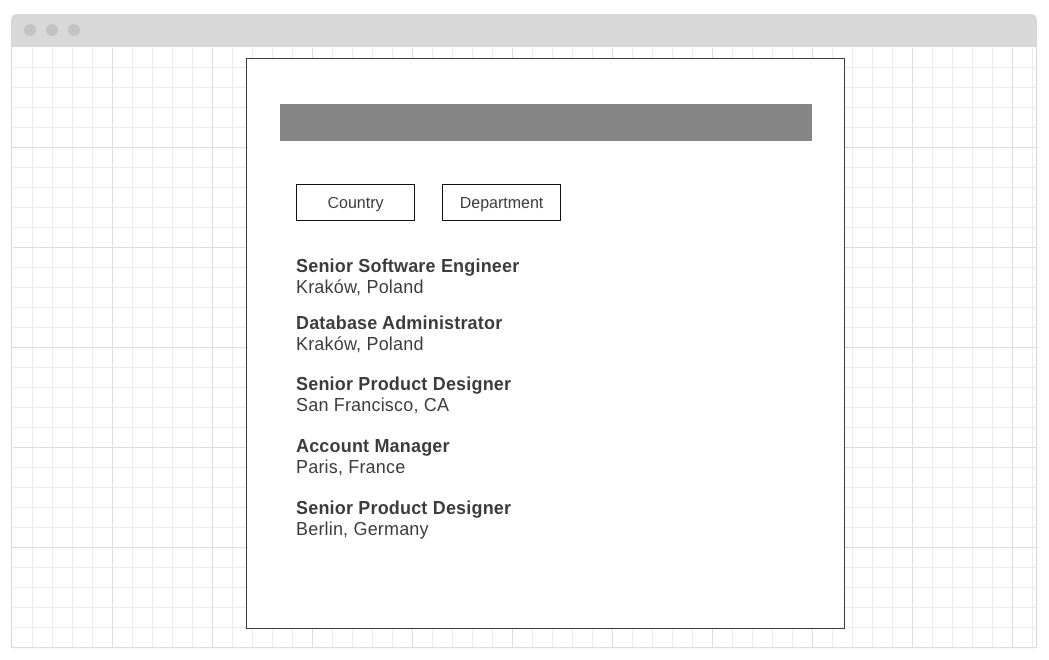 Country
Department
Senior Software Engineer
Kraków, Poland
Database Administrator
Kraków, Poland
Senior Product Designer
San Francisco, CA
Account Manager
Paris, France
Senior Product Designer
Berlin, Germany